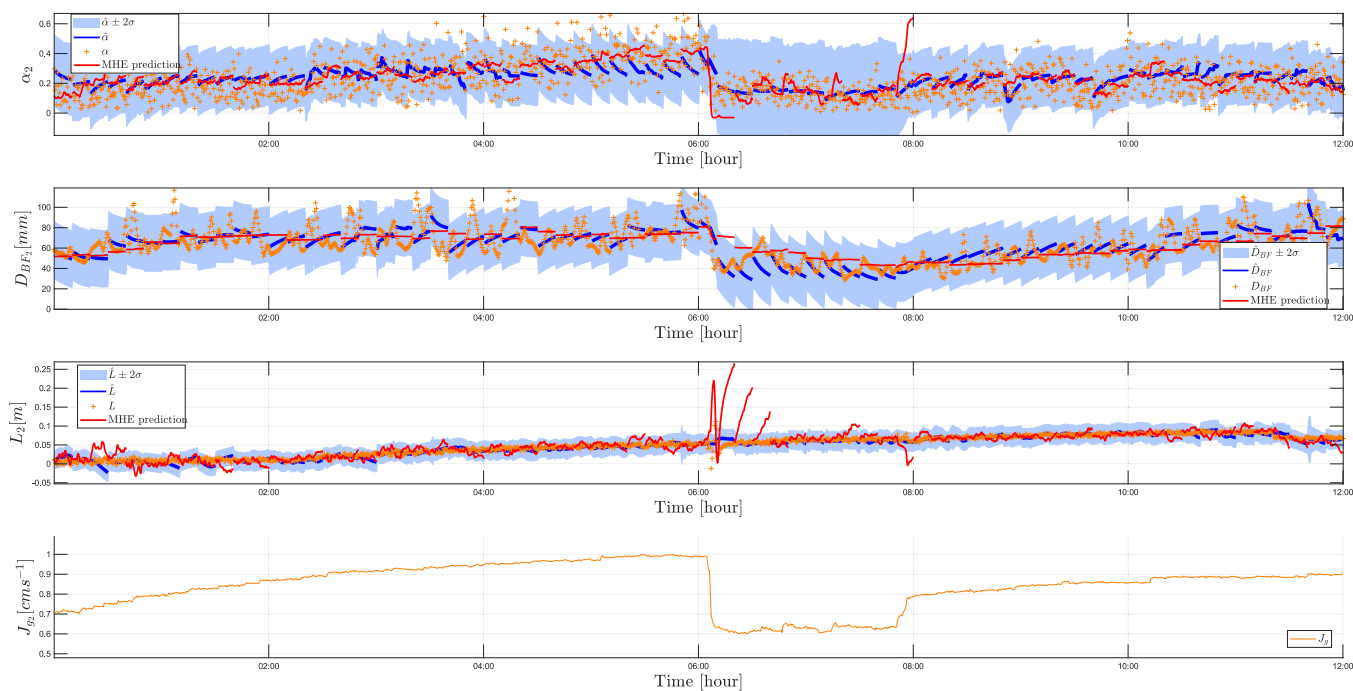 0.6
0.4
0.2
0
α₂
α̂ ± 2σ
α̂
α
MHE prediction
02:00 04:00 06:00 08:00 10:00 12:00
Time [hour]
100
80
60
40
20
0
D_BF₂[mm]
D̂_BF ± 2σ
D̂_BF
D_BF
MHE prediction
02:00 04:00 06:00 08:00 10:00 12:00
Time [hour]
0.25
0.2
0.15
0.1
0.05
0
-0.05
L₂[m]
L̂ ± 2σ
L̂
L
MHE prediction
02:00 04:00 06:00 08:00 10:00 12:00
Time [hour]
1
0.9
0.8
0.7
0.6
0.5
J_g₂[cms⁻¹]
J_g
02:00 04:00 06:00 08:00 10:00 12:00
Time [hour]